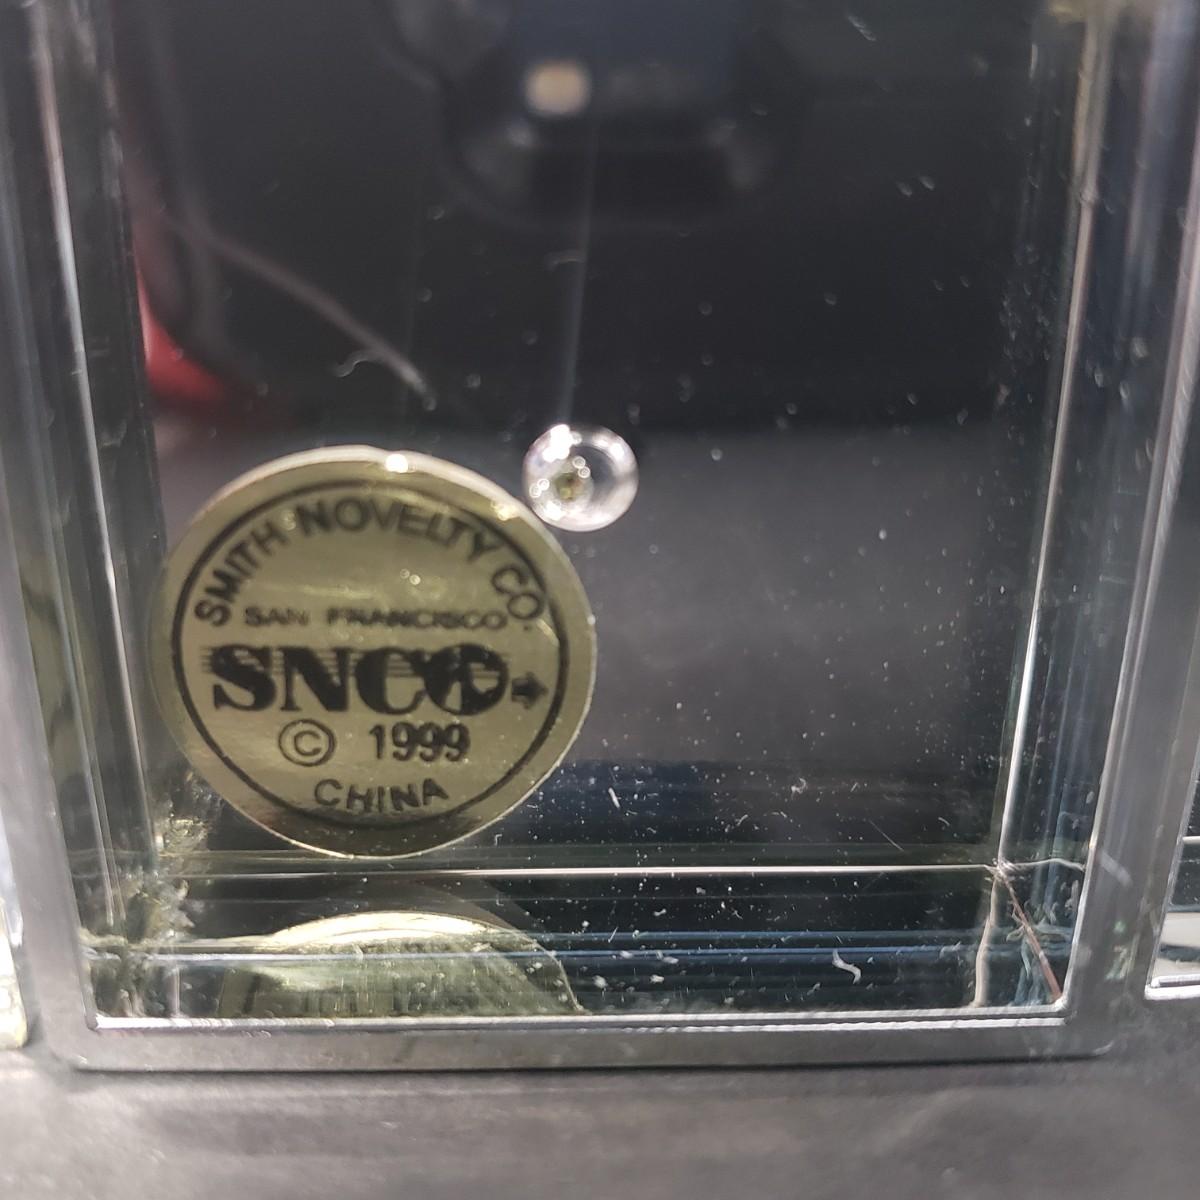 SMITH NOVELTY CO.
SAN FRANCISCO
SNCO
© 1999
CHINA